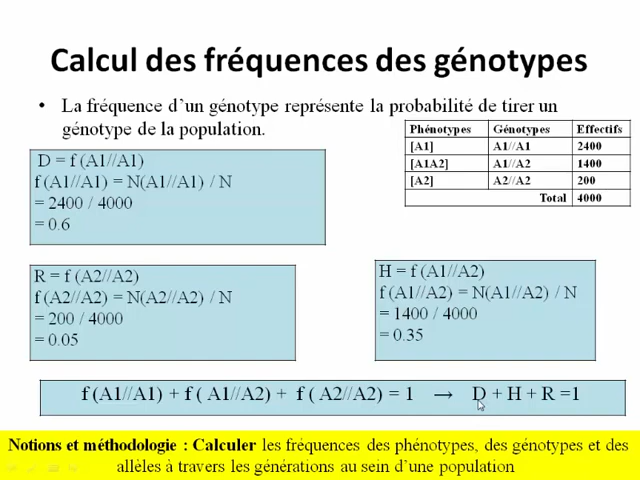 Calcul des fréquences des génotypes
• La fréquence d'un génotype représente la probabilité de tirer un
génotype de la population.
Phénotypes Génotypes Effectifs
[A1] A1//A1 2400
[A1A2] A1//A2 1400
[A2] A2//A2 200
Total 4000
D = f (A1//A1)
f (A1//A1) = N(A1//A1) / N
= 2400 / 4000
= 0.6
R = f (A2//A2)
f (A2//A2) = N(A2//A2) / N
= 200 / 4000
= 0.05
H = f (A1//A2)
f (A1//A2) = N(A1//A2) / N
= 1400 / 4000
= 0.35
f (A1//A1) + f ( A1//A2) + f ( A2//A2) = 1 → D + H + R =1
Notions et méthodologie : Calculer les fréquences des phénotypes, des génotypes et des
allèles à travers les générations au sein d'une population